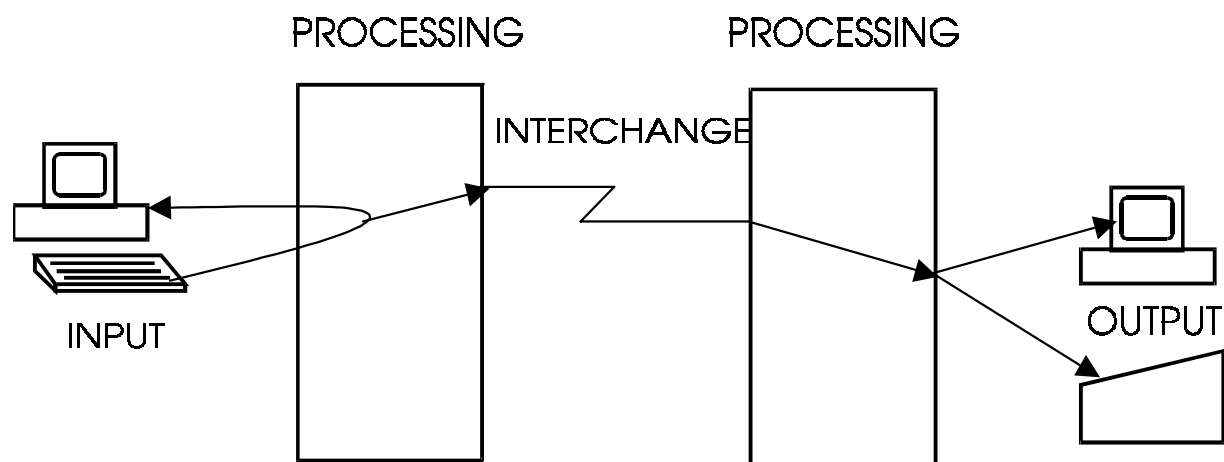 PROCESSING
PROCESSING
INTERCHANGE
INPUT
OUTPUT